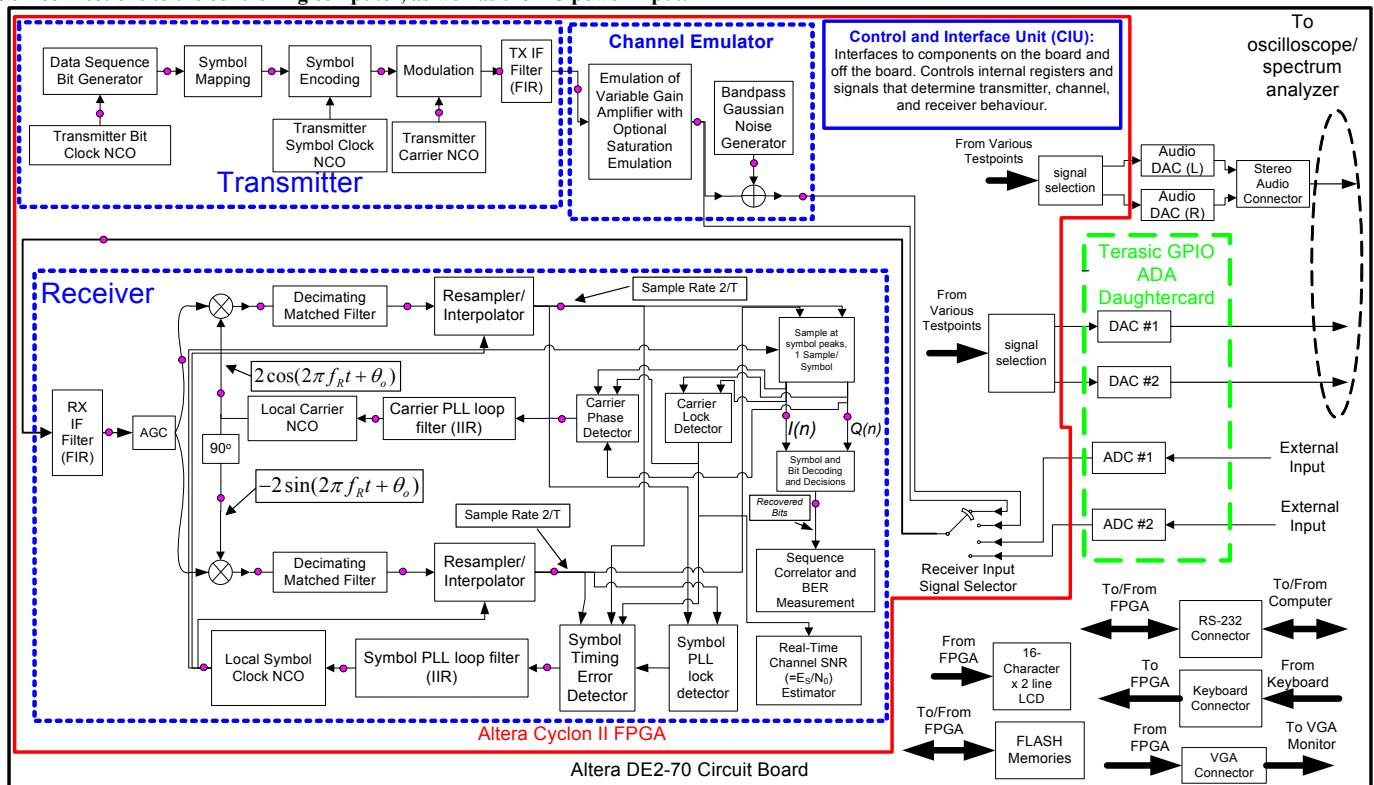 Data Sequence
Bit Generator
Symbol
Mapping
Symbol
Encoding
Modulation
TX IF
Filter
(FIR)
Transmitter Bit
Clock NCO
Transmitter
Symbol Clock
NCO
Transmitter
Carrier NCO
Transmitter
Channel Emulator
Emulation of
Variable Gain
Amplifier with
Optional
Saturation
Emulation
Bandpass
Gaussian
Noise
Generator
Control and Interface Unit (CIU):
Interfaces to components on the board and
off the board. Controls internal registers and
signals that determine transmitter, channel,
and receiver behaviour.
To
oscilloscope/
spectrum
analyzer
From Various
Testpoints
signal
selection
Audio
DAC (L)
Audio
DAC (R)
Stereo
Audio
Connector
Terasic GPIO
ADA
Daughtercard
From
Various
Testpoints
signal
selection
DAC #1
DAC #2
ADC #1
ADC #2
External
Input
External
Input
Receiver Input
Signal Selector
Receiver
RX
IF
Filter
(FIR)
AGC
Decimating
Matched Filter
Resampler/
Interpolator
Sample Rate 2/T
Sample at
symbol peaks,
1 Sample/
Symbol
2cos(2πf_R t + θ_o)
Local Carrier
NCO
Carrier PLL loop
filter (IIR)
Carrier
Phase
Detector
Carrier
Lock
Detector
I(n)
Q(n)
90°
Symbol and
Bit Decoding
and Decisions
−2sin(2πf_R t + θ_o)
Recovered
Bits
Sample Rate 2/T
Decimating
Matched Filter
Resampler/
Interpolator
Sequence
Correlator and
BER
Measurement
Local Symbol
Clock NCO
Symbol PLL loop filter
(IIR)
Symbol
Timing
Error
Detector
Symbol
PLL
lock
detector
Real-Time
Channel SNR
(=E_S/N_0)
Estimator
Altera Cyclon II FPGA
Altera DE2-70 Circuit Board
To/From
FPGA
RS-232
Connector
To/From
Computer
From
FPGA
16-
Character
x 2 line
LCD
To
FPGA
Keyboard
Connector
From
Keyboard
To/From
FPGA
FLASH
Memories
From
FPGA
VGA
Connector
To VGA
Monitor